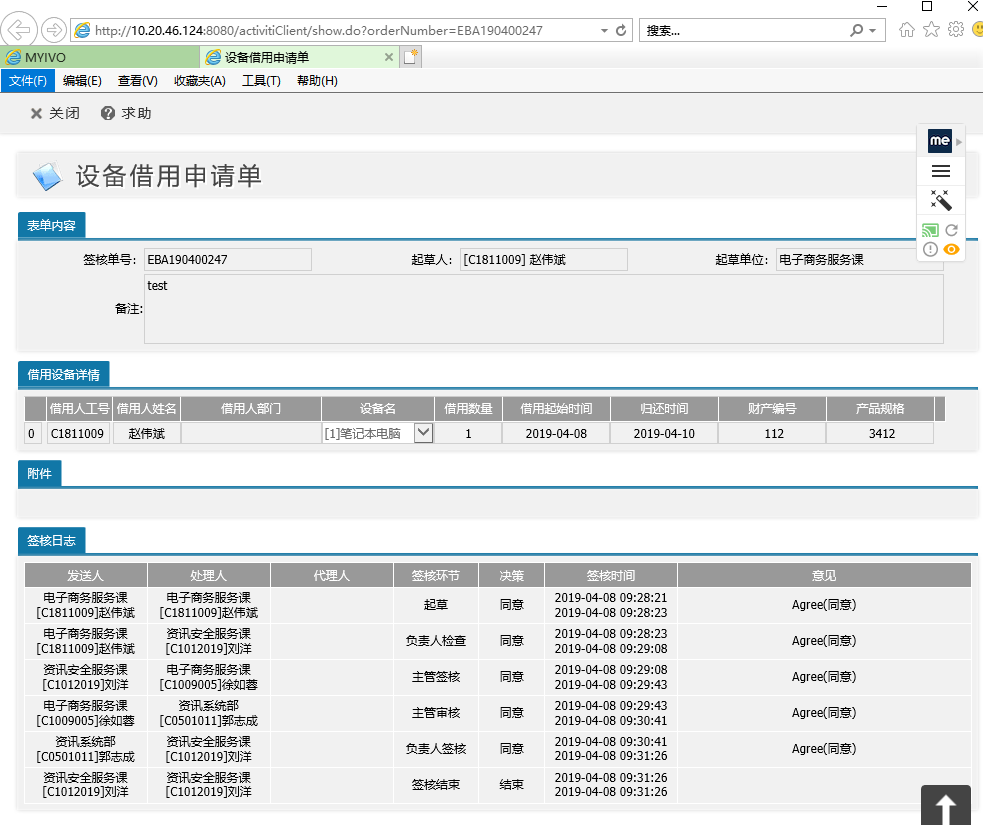 http://10.20.46.124:8080/activitiClient/show.do?orderNumber=EBA190400247
搜索...
MYIVO
设备借用申请单
文件(F) 编辑(E) 查看(V) 收藏夹(A) 工具(T) 帮助(H)
关闭 求助
me
设备借用申请单
表单内容
签核单号: EBA190400247 起草人: [C1811009] 赵伟斌 起草单位: 电子商务服务课
备注: test
借用设备详情
借用人工号 借用人姓名 借用人部门 设备名 借用数量 借用起始时间 归还时间 财产编号 产品规格
0 C1811009 赵伟斌 [1]笔记本电脑 1 2019-04-08 2019-04-10 112 3412
附件
签核日志
发送人 处理人 代理人 签核环节 决策 签核时间 意见
电子商务服务课 电子商务服务课 2019-04-08 09:28:21
[C1811009]赵伟斌 [C1811009]赵伟斌 起草 同意 2019-04-08 09:28:23 Agree(同意)
电子商务服务课 资讯安全服务课 2019-04-08 09:28:23
[C1811009]赵伟斌 [C1012019]刘洋 负责人检查 同意 2019-04-08 09:29:08 Agree(同意)
资讯安全服务课 电子商务服务课 2019-04-08 09:29:08
[C1012019]刘洋 [C1009005]徐如蓉 主管签核 同意 2019-04-08 09:29:43 Agree(同意)
电子商务服务课 资讯系统部 2019-04-08 09:29:43
[C1009005]徐如蓉 [C0501011]郭志成 主管审核 同意 2019-04-08 09:30:41 Agree(同意)
资讯系统部 资讯安全服务课 2019-04-08 09:30:41
[C0501011]郭志成 [C1012019]刘洋 负责人签核 同意 2019-04-08 09:31:26 Agree(同意)
资讯安全服务课 资讯安全服务课 2019-04-08 09:31:26
[C1012019]刘洋 [C1012019]刘洋 签核结束 结束 2019-04-08 09:31:26